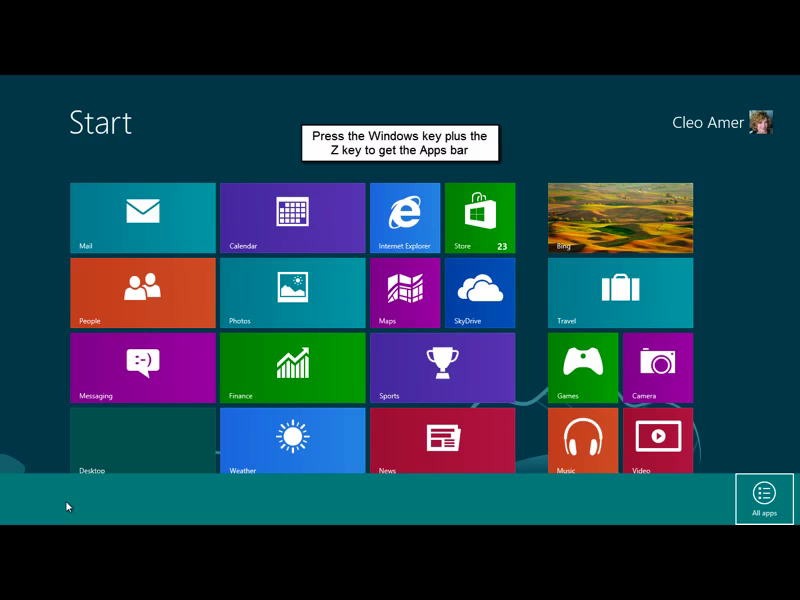 Start
Cleo Amer
Press the Windows key plus the
Z key to get the Apps bar
Mail
Calendar
Internet Explorer
Store
23
Bing
People
Photos
Maps
SkyDrive
Travel
Messaging
Finance
Sports
Games
Camera
Desktop
Weather
News
Music
Video
All apps